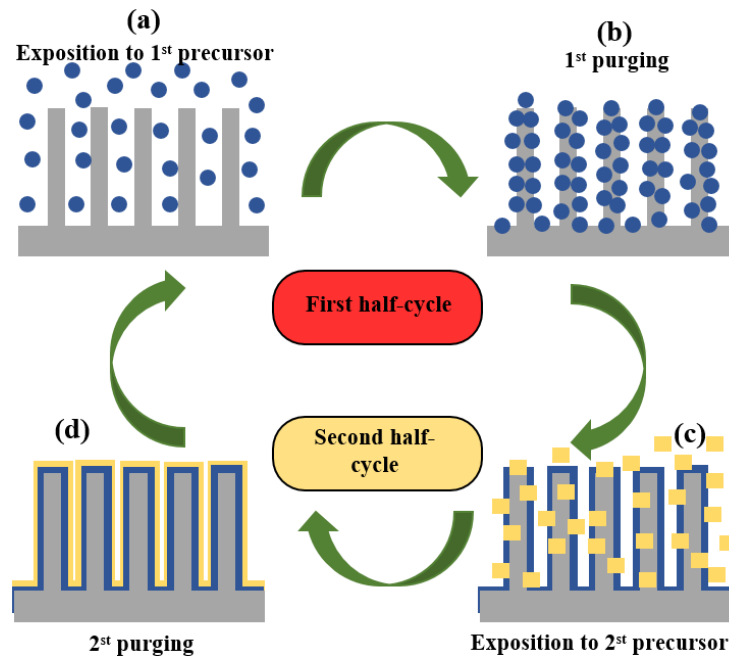 (a)
Exposition to 1st precursor
(b)
1st purging
First half-cycle
Second half-
cycle
(c)
Exposition to 2st precursor
(d)
2st purging